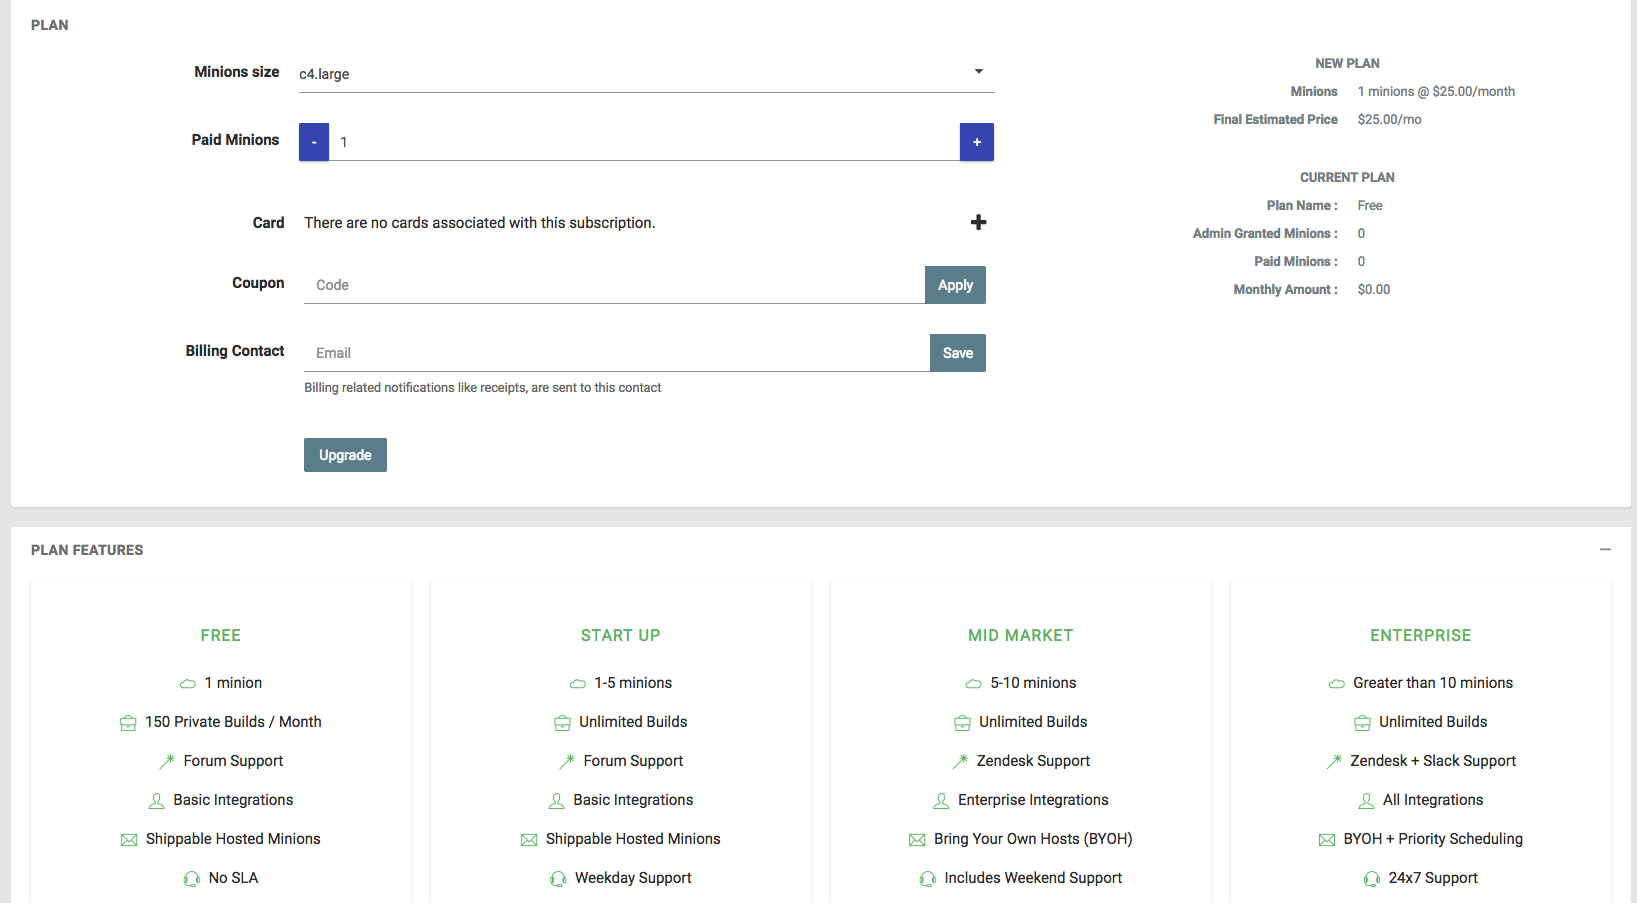 PLAN
Minions size
c4.large
Paid Minions
-
1
+
Card
There are no cards associated with this subscription.
Coupon
Code
Apply
Billing Contact
Email
Save
Billing related notifications like receipts, are sent to this contact
Upgrade
NEW PLAN
Minions 1 minions @ $25.00/month
Final Estimated Price $25.00/mo
CURRENT PLAN
Plan Name : Free
Admin Granted Minions : 0
Paid Minions : 0
Monthly Amount : $0.00
PLAN FEATURES
FREE
1 minion
150 Private Builds / Month
Forum Support
Basic Integrations
Shippable Hosted Minions
No SLA
START UP
1-5 minions
Unlimited Builds
Forum Support
Basic Integrations
Shippable Hosted Minions
Weekday Support
MID MARKET
5-10 minions
Unlimited Builds
Zendesk Support
Enterprise Integrations
Bring Your Own Hosts (BYOH)
Includes Weekend Support
ENTERPRISE
Greater than 10 minions
Unlimited Builds
Zendesk + Slack Support
All Integrations
BYOH + Priority Scheduling
24x7 Support